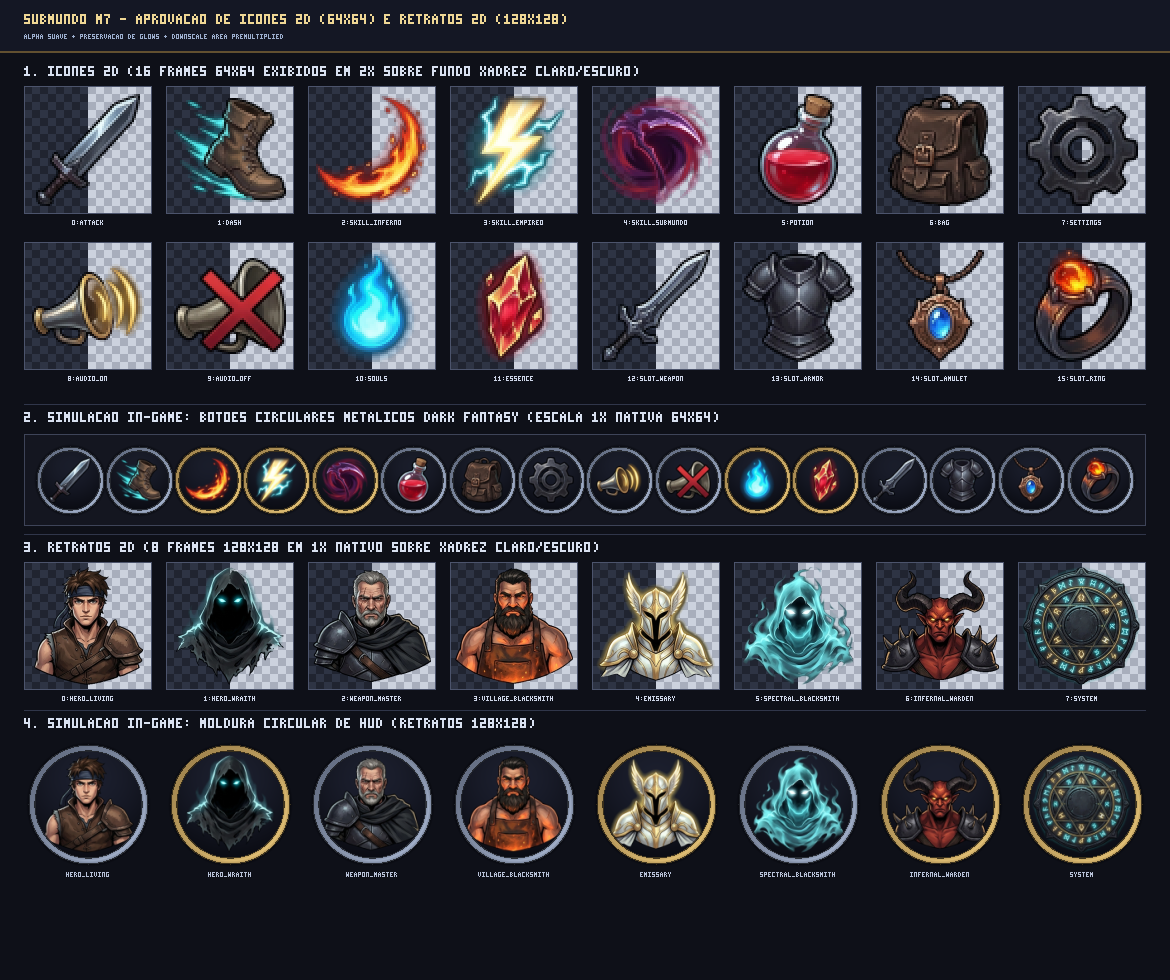 SUBMUNDO M7 - APROVACAO DE ICONES 2D (64X64) E RETRATOS 2D (128X128)
ALPHA SUAVE + PRESERVACAO DE GLOWS + DOWNSCALE AREA PREMULTIPLIED
1. ICONES 2D (16 FRAMES 64X64 EXIBIDOS EM 2X SOBRE FUNDO XADREZ CLARO/ESCURO)
0:ATTACK
1:DASH
2:SKILL_INFERNO
3:SKILL_EMPIREO
4:SKILL_SUBMUNDO
5:POTION
6:BAG
7:SETTINGS
8:AUDIO_ON
9:AUDIO_OFF
10:SOULS
11:ESSENCE
12:SLOT_WEAPON
13:SLOT_ARMOR
14:SLOT_AMULET
15:SLOT_RING
2. SIMULACAO IN-GAME: BOTOES CIRCULARES METALICOS DARK FANTASY (ESCALA 1X NATIVA 64X64)
3. RETRATOS 2D (8 FRAMES 128X128 EM 1X NATIVO SOBRE XADREZ CLARO/ESCURO)
0:HERO_LIVING
1:HERO_WRAITH
2:WEAPON_MASTER
3:VILLAGE_BLACKSMITH
4:EMISSARY
5:SPECTRAL_BLACKSMITH
6:INFERNAL_WARDEN
7:SYSTEM
4. SIMULACAO IN-GAME: MOLDURA CIRCULAR DE HUD (RETRATOS 128X128)
HERO_LIVING
HERO_WRAITH
WEAPON_MASTER
VILLAGE_BLACKSMITH
EMISSARY
SPECTRAL_BLACKSMITH
INFERNAL_WARDEN
SYSTEM